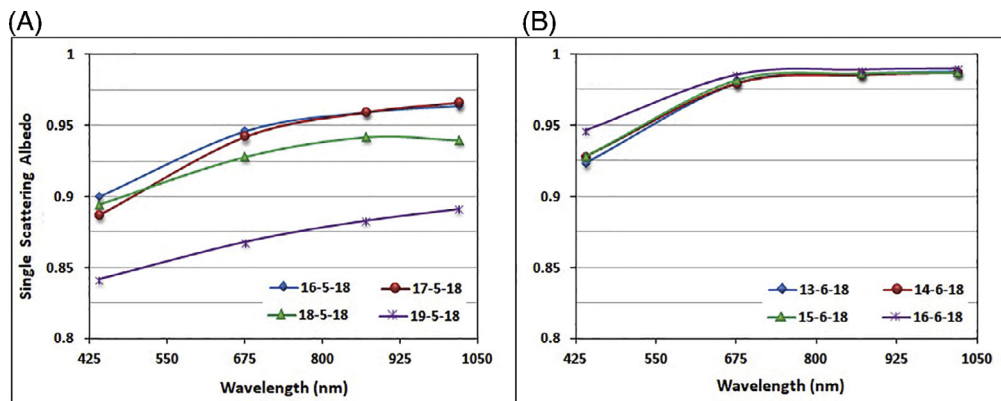 (A)
(B)
Single Scattering Albedo
1
0.95
0.9
0.85
0.8
425 550 675 800 925 1050
Wavelength (nm)
16-5-18 17-5-18
18-5-18 19-5-18
1
0.95
0.9
0.85
0.8
425 550 675 800 925 1050
Wavelength (nm)
13-6-18 14-6-18
15-6-18 16-6-18